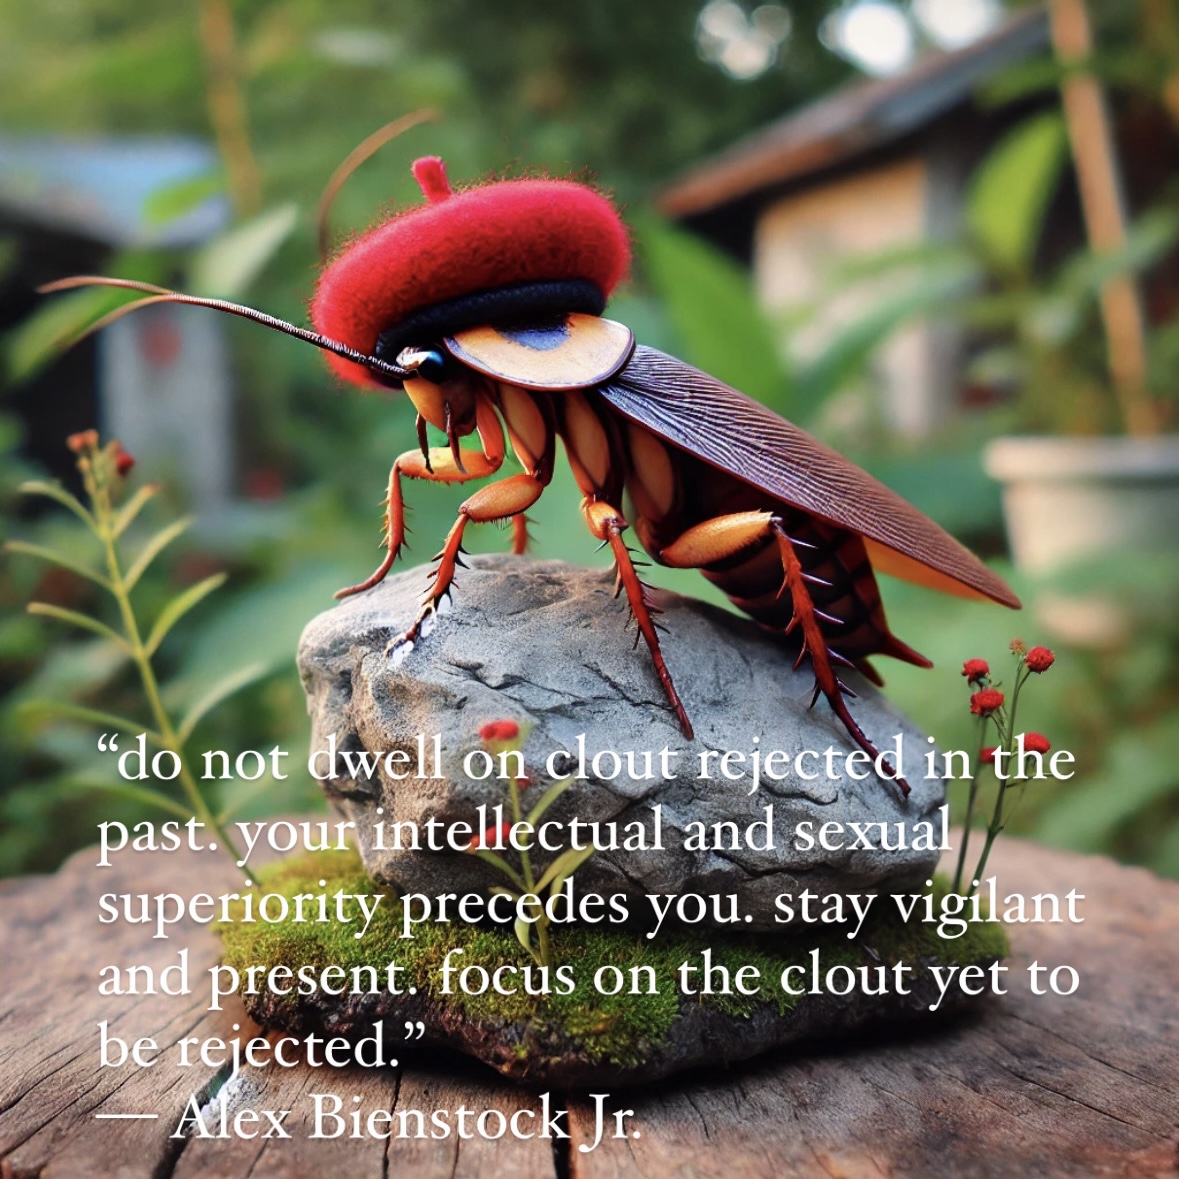 “do not dwell on clout rejected in the
past. your intellectual and sexual
superiority precedes you. stay vigilant
and present. focus on the clout yet to
be rejected.”
— Alex Bienstock Jr.